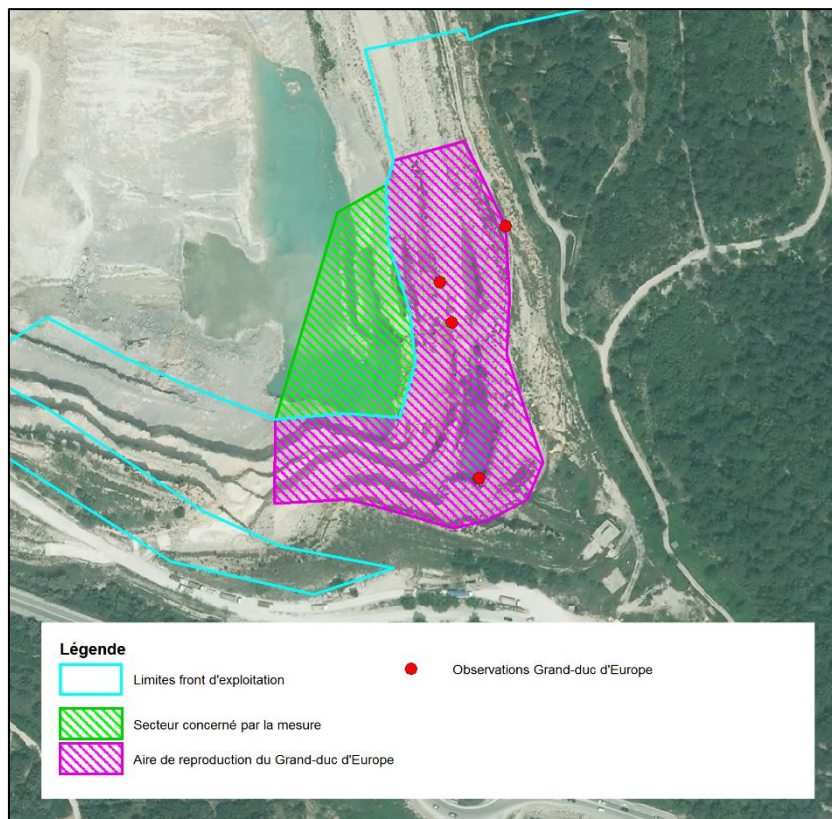 Légende
Limites front d'exploitation
Secteur concerné par la mesure
Aire de reproduction du Grand-duc d'Europe
Observations Grand-duc d'Europe